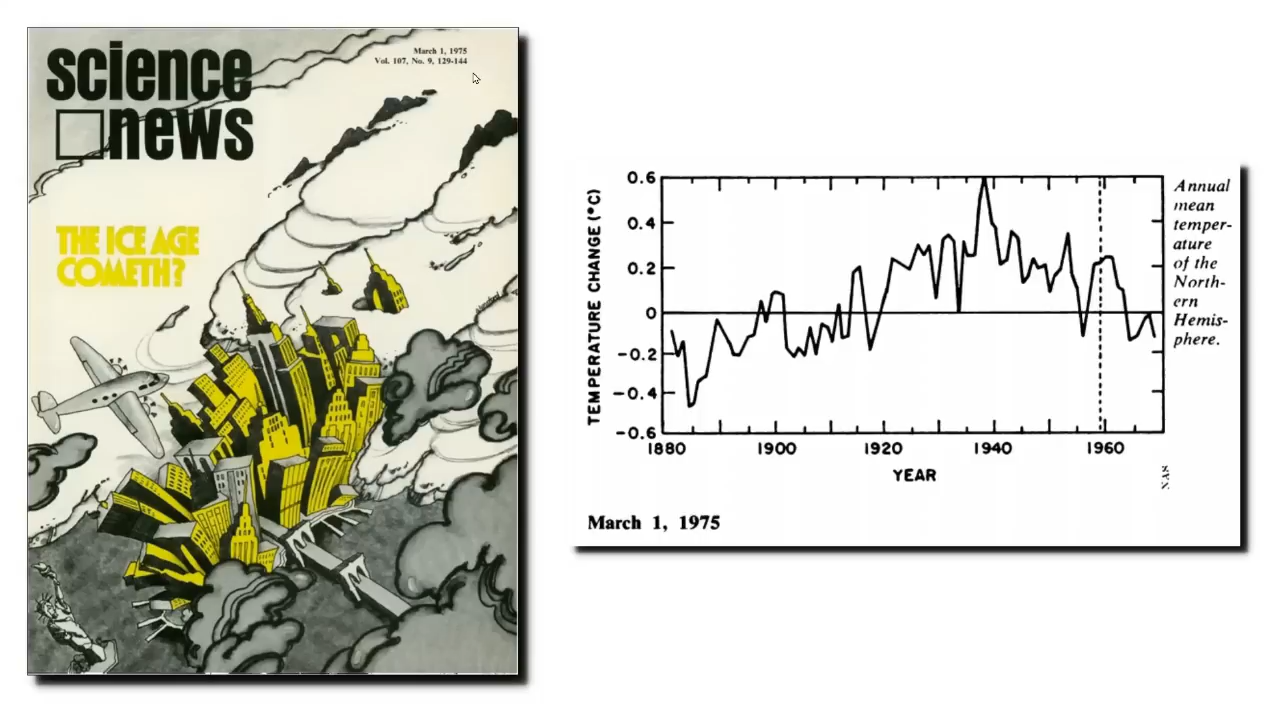 science
news
March 1, 1975
Vol. 107, No. 9, 129-144
THE ICE AGE
COMETH?
TEMPERATURE CHANGE (°C)
0.6
0.4
0.2
0
-0.2
-0.4
-0.6
1880 1900 1920 1940 1960
YEAR
Annual
mean
temper-
ature
of the
North-
ern
Hemis-
phere.
NAS
March 1, 1975